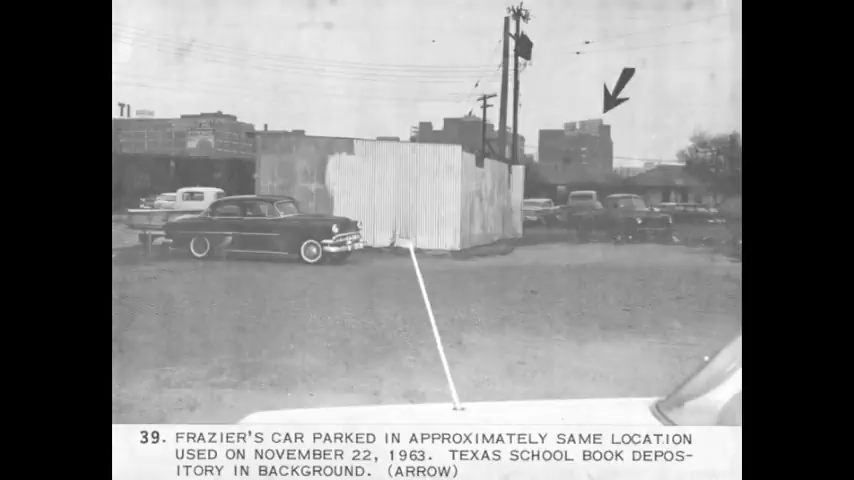 TI
39. FRAZIER'S CAR PARKED IN APPROXIMATELY SAME LOCATION
USED ON NOVEMBER 22, 1963. TEXAS SCHOOL BOOK DEPOS-
ITORY IN BACKGROUND. (ARROW)